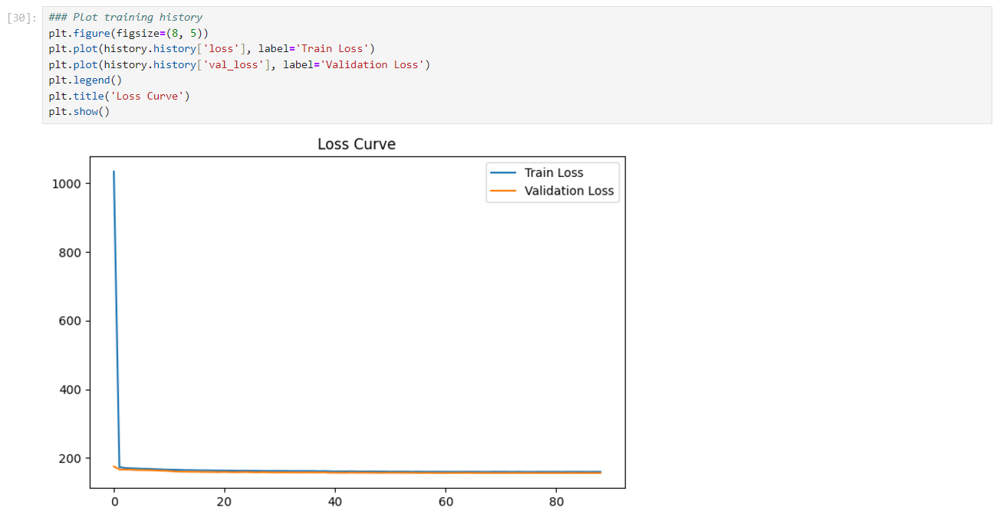 [30]: ### Plot training history
plt.figure(figsize=(8, 5))
plt.plot(history.history['loss'], label='Train Loss')
plt.plot(history.history['val_loss'], label='Validation Loss')
plt.legend()
plt.title('Loss Curve')
plt.show()
Loss Curve
Train Loss
Validation Loss
1000
800
600
400
200
0 20 40 60 80